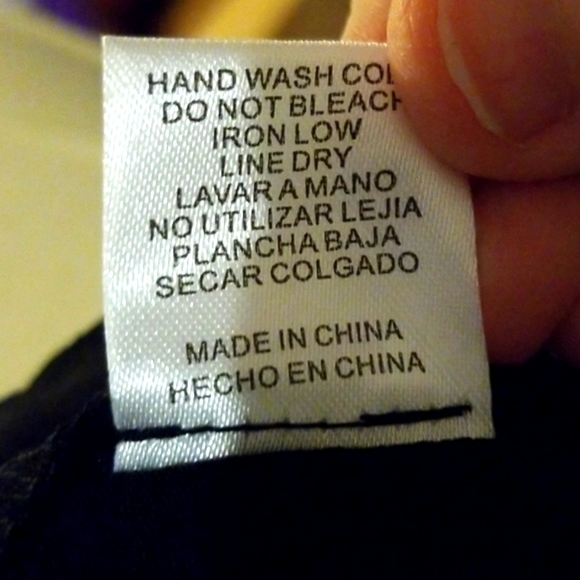 HAND WASH
DO NOT BLEACH
IRON LOW
LINE DRY
LAVAR A MANO
NO UTILIZAR LEJIA
PLANCHA BAJA
SECAR COLGADO
MADE IN CHINA
HECHO EN CHINA